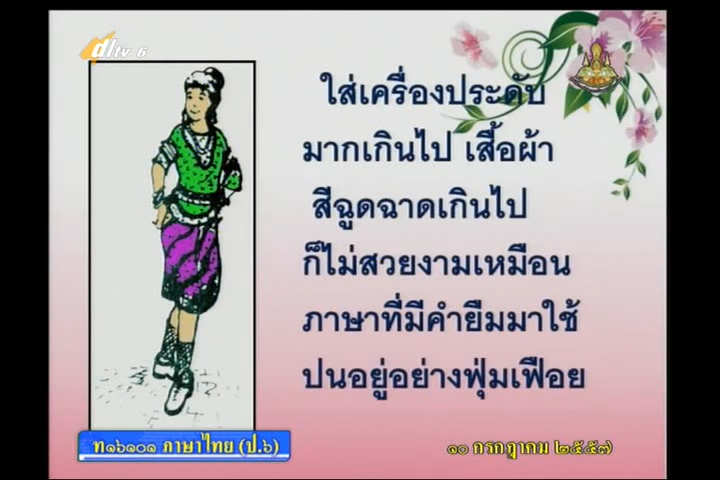 dltv 6
ใส่เครื่องประดับ
มากเกินไป เสื้อผ้า
สีฉูดฉาดเกินไป
ก็ไม่สวยงามเหมือน
ภาษาที่มีคำยืมมาใช้
ปนอยู่อย่างฟุ่มเฟือย
ท๑๖๑๐๑ ภาษาไทย (ป.๖)
๑๐ กรกฎาคม ๒๕๕๗